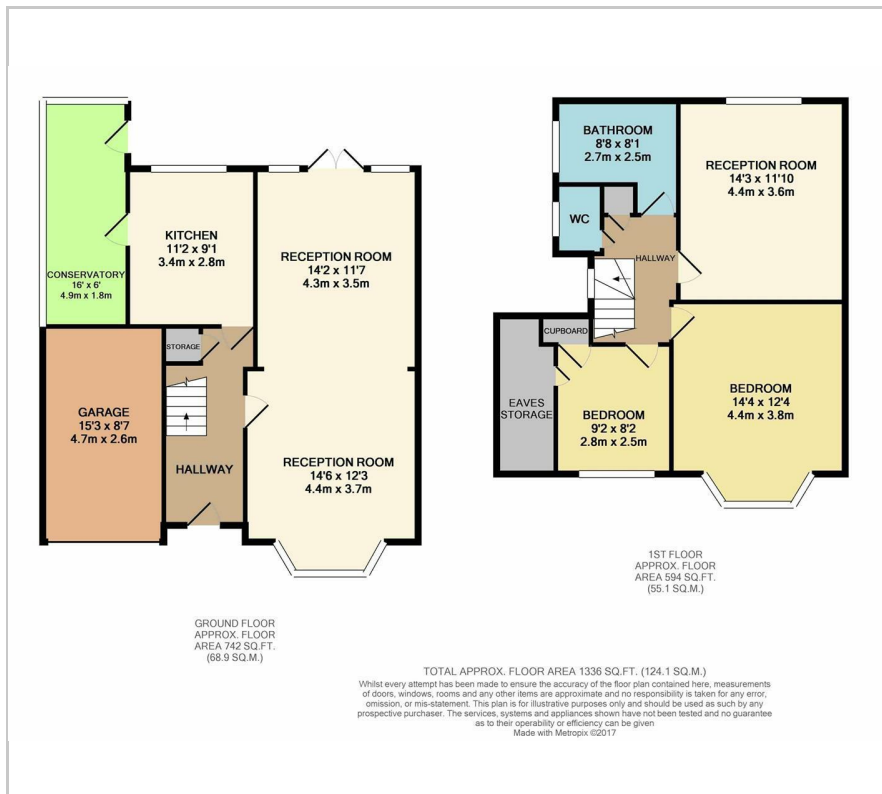 CONSERVATORY
16' x 6'
4.9m x 1.8m
KITCHEN
11'2 x 9'1
3.4m x 2.8m
RECEPTION ROOM
14'2 x 11'7
4.3m x 3.5m
STORAGE
GARAGE
15'3 x 8'7
4.7m x 2.6m
HALLWAY
RECEPTION ROOM
14'6 x 12'3
4.4m x 3.7m
GROUND FLOOR
APPROX. FLOOR
AREA 742 SQ.FT.
(68.9 SQ.M.)
BATHROOM
8'8 x 8'1
2.7m x 2.5m
RECEPTION ROOM
14'3 x 11'10
4.4m x 3.6m
WC
HALLWAY
CUPBOARD
EAVES
STORAGE
BEDROOM
9'2 x 8'2
2.8m x 2.5m
BEDROOM
14'4 x 12'4
4.4m x 3.8m
1ST FLOOR
APPROX. FLOOR
AREA 594 SQ.FT.
(55.1 SQ.M.)
TOTAL APPROX. FLOOR AREA 1336 SQ.FT. (124.1 SQ.M.)
Whilst every attempt has been made to ensure the accuracy of the floor plan contained here, measurements
of doors, windows, rooms and any other items are approximate and no responsibility is taken for any error,
omission, or mis-statement. This plan is for illustrative purposes only and should be used as such by any
prospective purchaser. The services, systems and appliances shown have not been tested and no guarantee
as to their operability or efficiency can be given
Made with Metropix ©2017